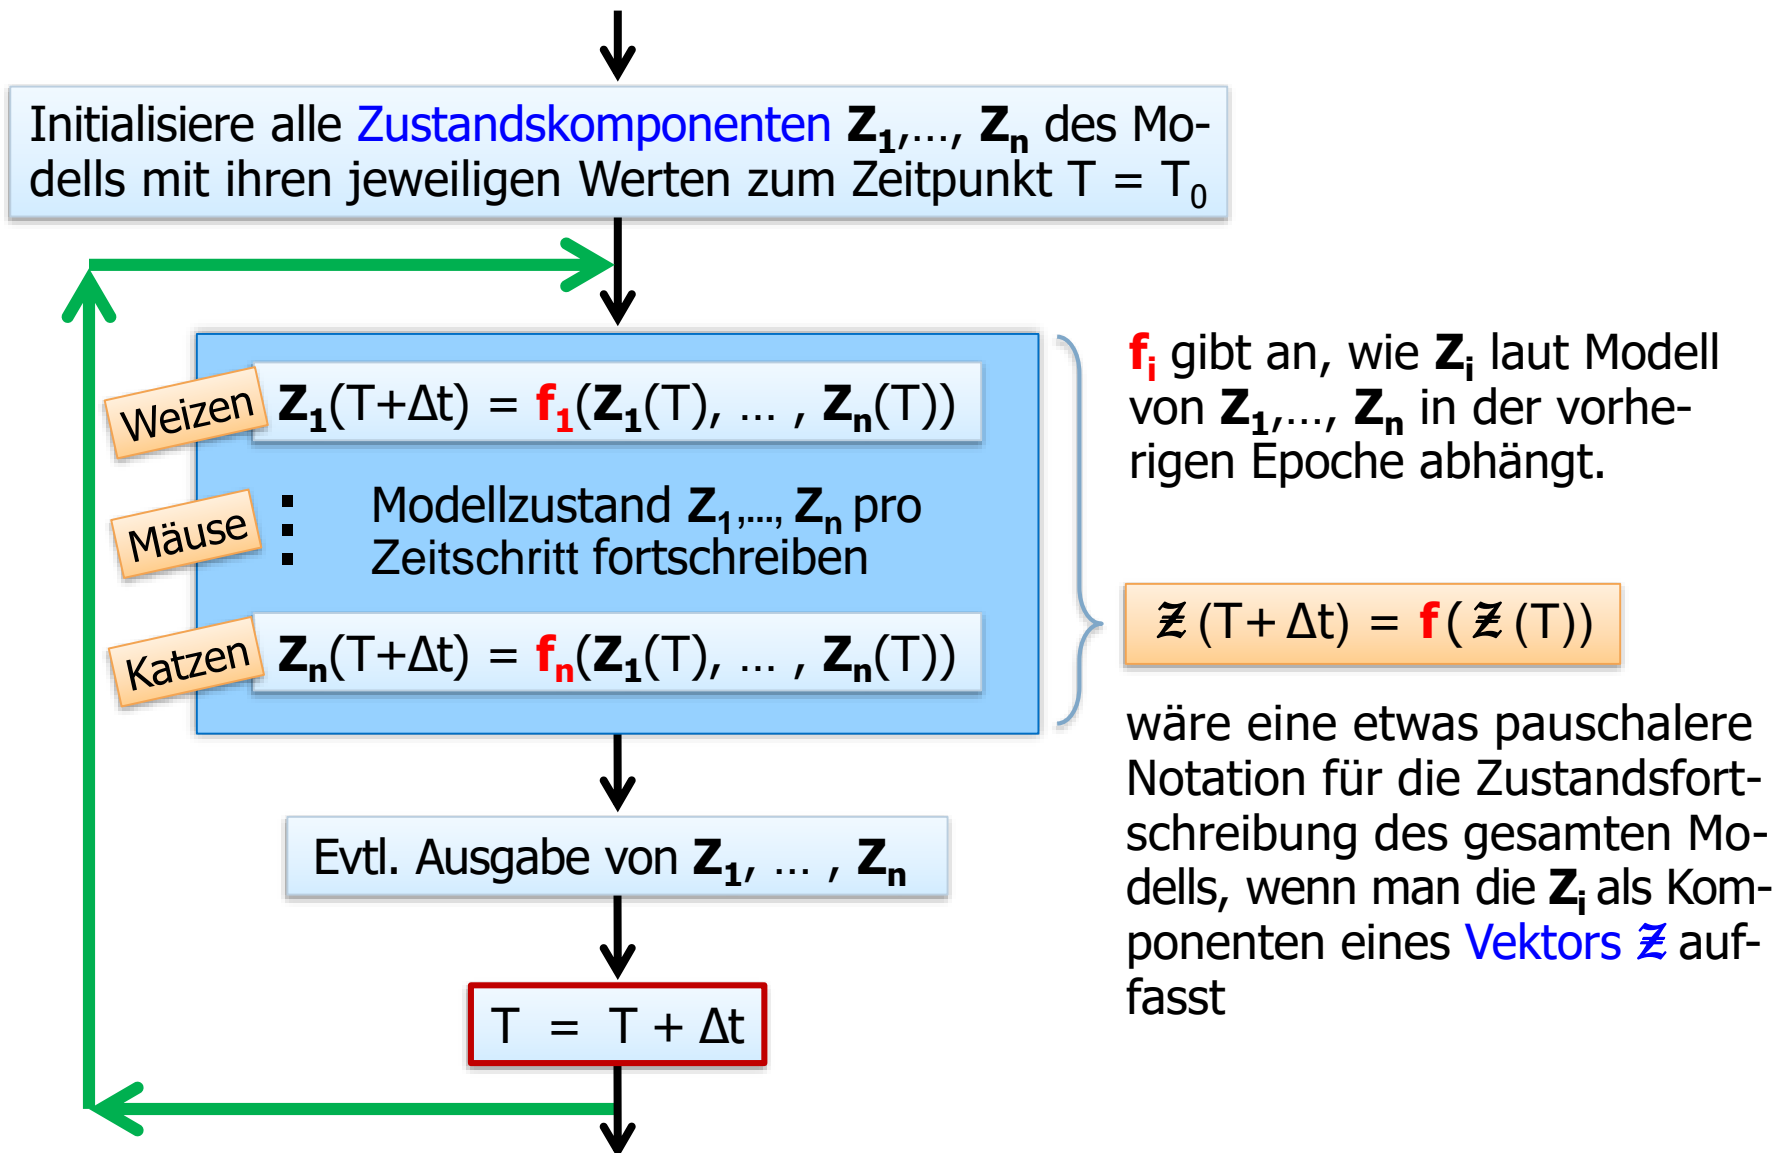 Initialisiere alle Zustandskomponenten Z₁,..., Zₙ des Mo-
dells mit ihren jeweiligen Werten zum Zeitpunkt T = T₀
Weizen
Z₁(T+Δt) = f₁(Z₁(T), ... , Zₙ(T))
Mäuse
Modellzustand Z₁,..., Zₙ pro
Zeitschritt fortschreiben
Katzen
Zₙ(T+Δt) = fₙ(Z₁(T), ... , Zₙ(T))
fᵢ gibt an, wie Zᵢ laut Modell
von Z₁,..., Zₙ in der vorhe-
rigen Epoche abhängt.
Ƶ (T+ Δt) = f ( Ƶ (T))
wäre eine etwas pauschalere
Notation für die Zustandsfort-
schreibung des gesamten Mo-
dells, wenn man die Zᵢ als Kom-
ponenten eines Vektors Ƶ auf-
fasst
Evtl. Ausgabe von Z₁, ... , Zₙ
T = T + Δt